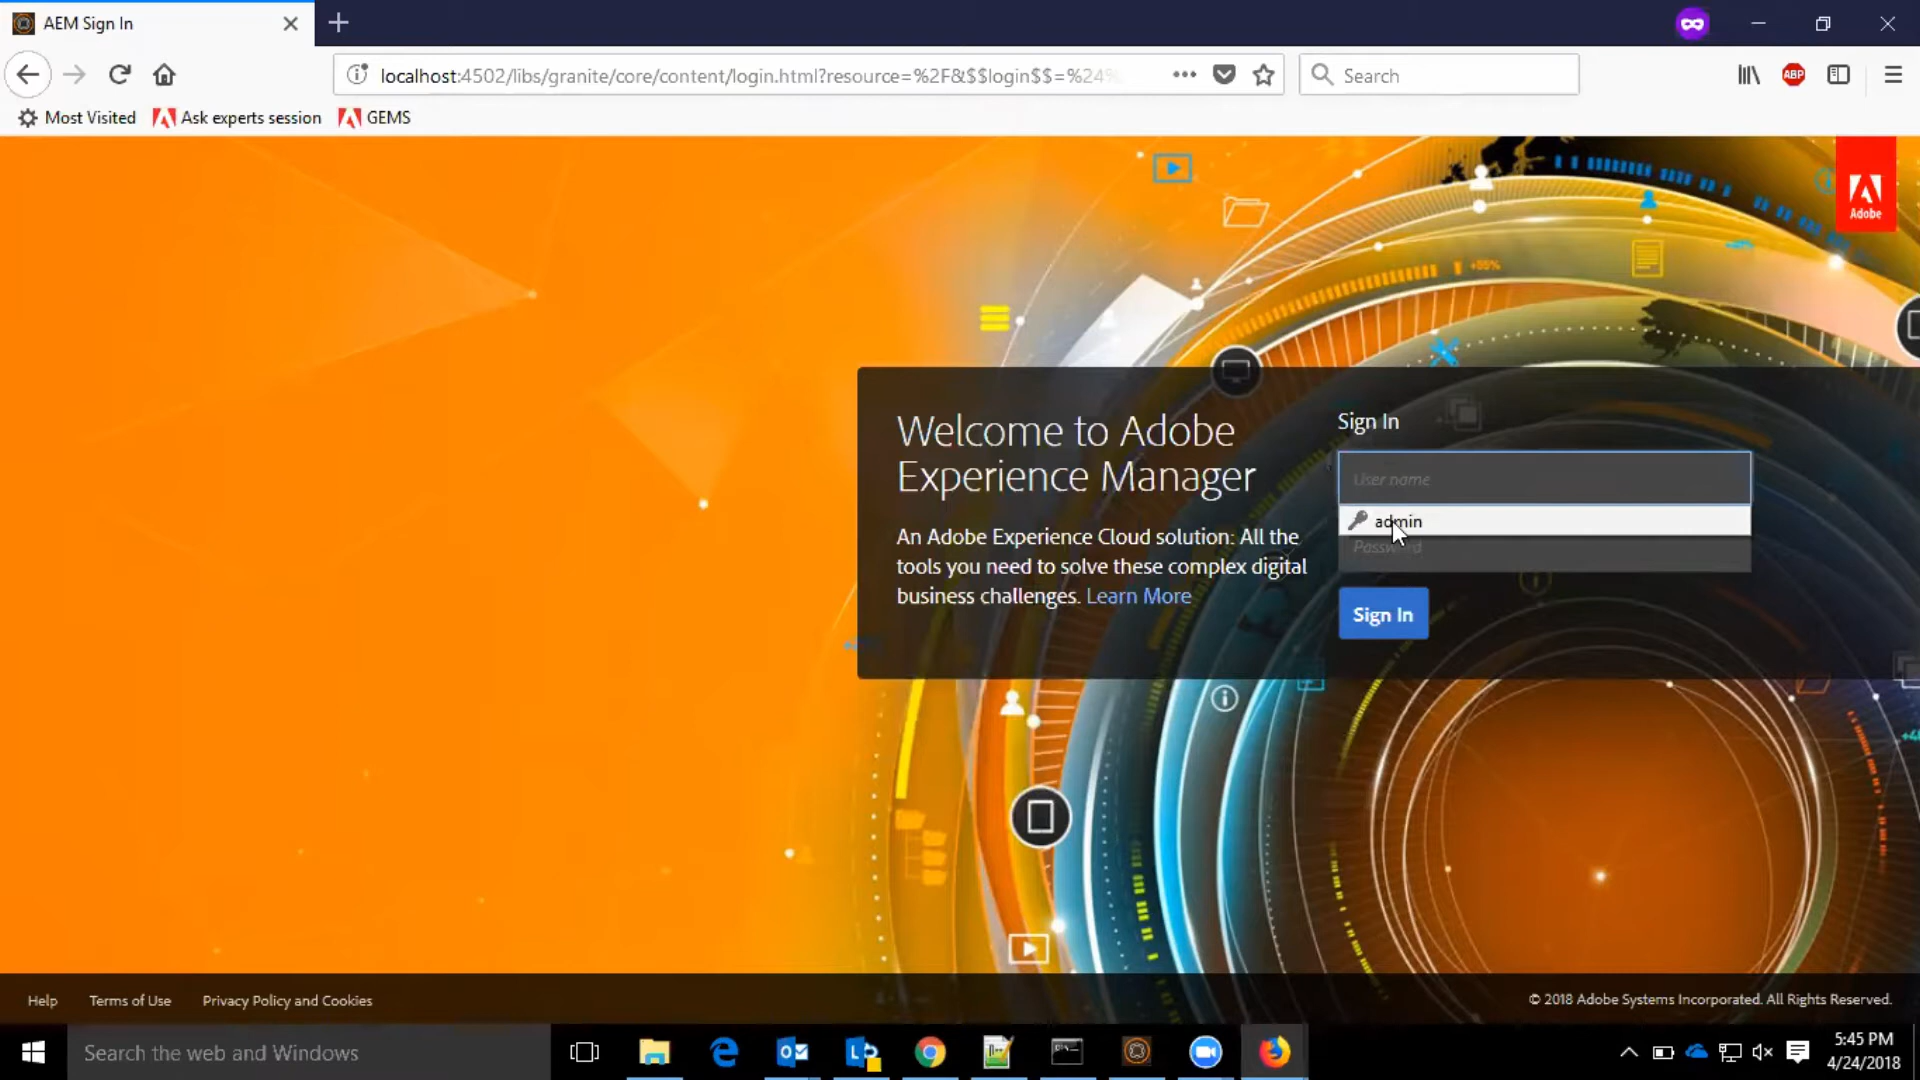 AEM Sign In
localhost:4502/libs/granite/core/content/login.html?resource=%2F&$$login$$=%24%
Search
ABP
Most Visited
Ask experts session
GEMS
Adobe
+55%
Welcome to Adobe
Experience Manager
An Adobe Experience Cloud solution: All the
tools you need to solve these complex digital
business challenges. Learn More
Sign In
User name
admin
Password
Sign In
Help
Terms of Use
Privacy Policy and Cookies
© 2018 Adobe Systems Incorporated. All Rights Reserved.
Search the web and Windows
5:45 PM
4/24/2018